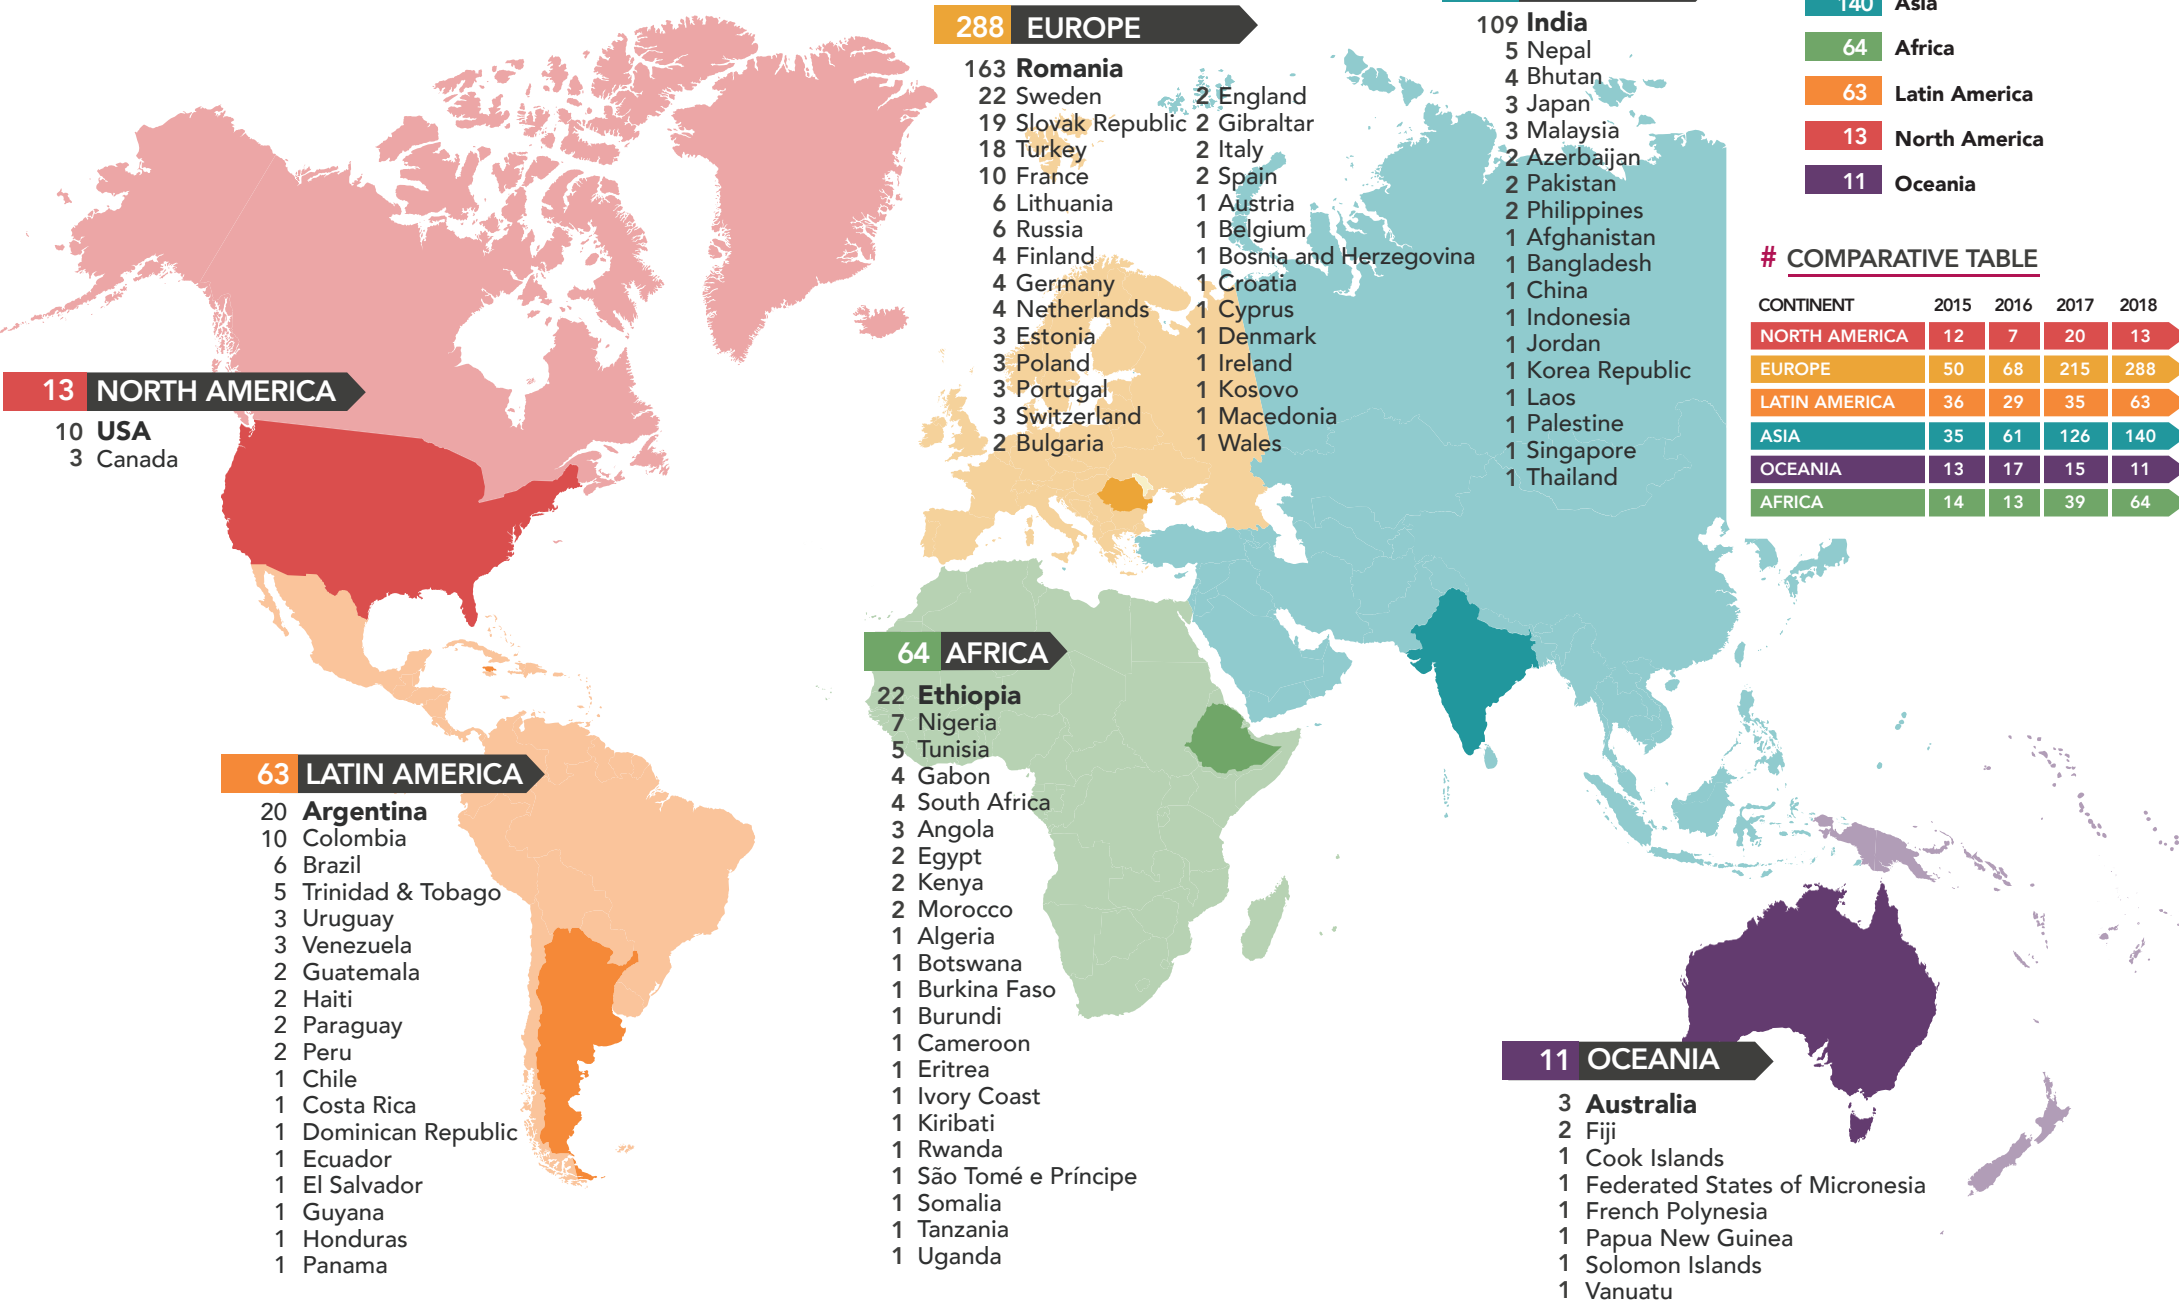 13 NORTH AMERICA
10 USA
3 Canada
63 LATIN AMERICA
20 Argentina
10 Colombia
6 Brazil
5 Trinidad & Tobago
3 Uruguay
3 Venezuela
2 Guatemala
2 Haiti
2 Paraguay
2 Peru
1 Chile
1 Costa Rica
1 Dominican Republic
1 Ecuador
1 El Salvador
1 Guyana
1 Honduras
1 Panama
288 EUROPE
163 Romania
22 Sweden
19 Slovak Republic
18 Turkey
10 France
6 Lithuania
6 Russia
4 Finland
4 Germany
4 Netherlands
3 Estonia
3 Poland
3 Portugal
3 Switzerland
2 Bulgaria
2 England
2 Gibraltar
2 Italy
2 Spain
1 Austria
1 Belgium
1 Bosnia and Herzegovina
1 Croatia
1 Cyprus
1 Denmark
1 Ireland
1 Kosovo
1 Macedonia
1 Wales
64 AFRICA
22 Ethiopia
7 Nigeria
5 Tunisia
4 Gabon
4 South Africa
3 Angola
2 Egypt
2 Kenya
2 Morocco
1 Algeria
1 Botswana
1 Burkina Faso
1 Burundi
1 Cameroon
1 Eritrea
1 Ivory Coast
1 Kiribati
1 Rwanda
1 São Tomé e Príncipe
1 Somalia
1 Tanzania
1 Uganda
109 India
5 Nepal
4 Bhutan
3 Japan
3 Malaysia
2 Azerbaijan
2 Pakistan
2 Philippines
1 Afghanistan
1 Bangladesh
1 China
1 Indonesia
1 Jordan
1 Korea Republic
1 Laos
1 Palestine
1 Singapore
1 Thailand
11 OCEANIA
3 Australia
2 Fiji
1 Cook Islands
1 Federated States of Micronesia
1 French Polynesia
1 Papua New Guinea
1 Solomon Islands
1 Vanuatu
140 Asia
64 Africa
63 Latin America
13 North America
11 Oceania
# COMPARATIVE TABLE
CONTINENT 2015 2016 2017 2018
NORTH AMERICA 12 7 20 13
EUROPE 50 68 215 288
LATIN AMERICA 36 29 35 63
ASIA 35 61 126 140
OCEANIA 13 17 15 11
AFRICA 14 13 39 64